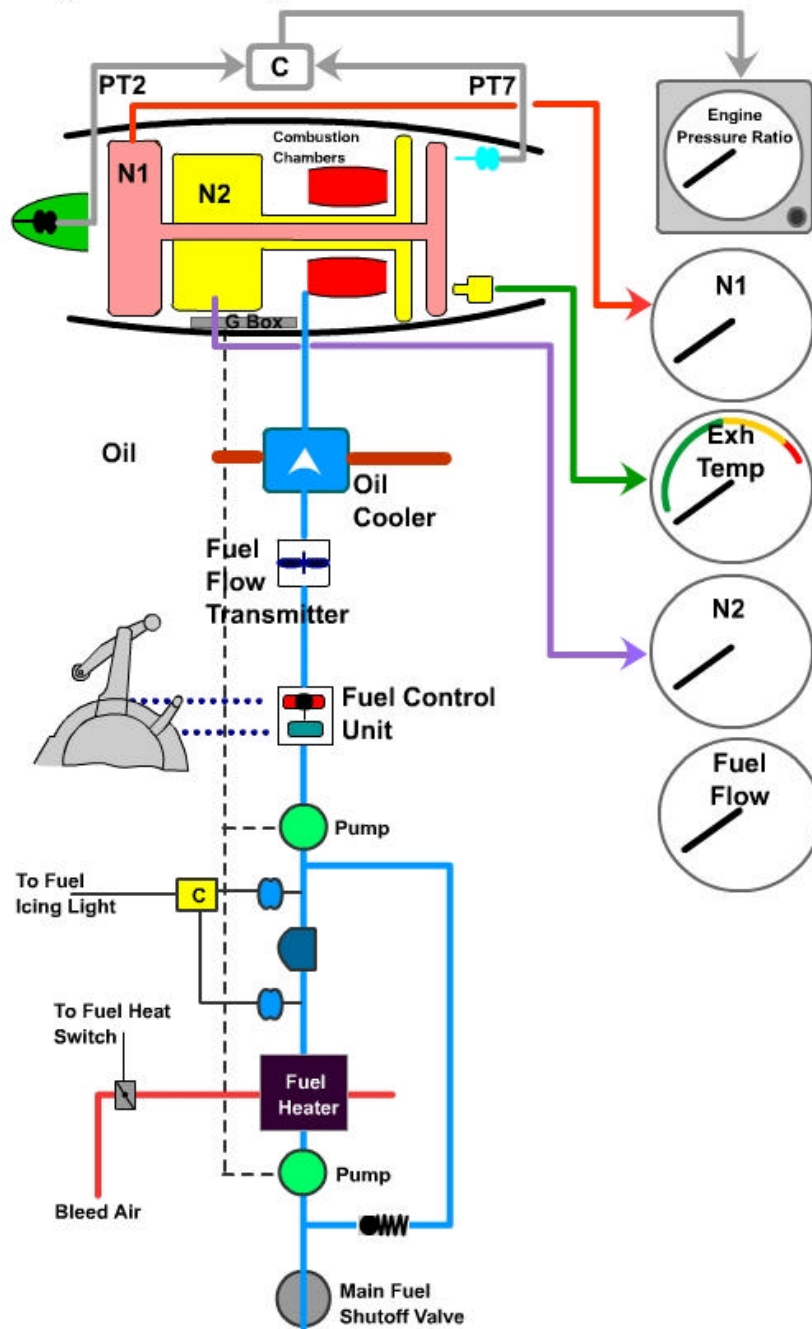 C
PT2
PT7
Engine
Pressure Ratio
Combustion
Chambers
N1
N2
G Box
N1
Exh
Temp
Oil
Oil
Cooler
Fuel
Flow
Transmitter
N2
Fuel Control
Unit
Fuel
Flow
Pump
To Fuel
Icing Light
C
To Fuel Heat
Switch
Fuel
Heater
Pump
Bleed Air
Main Fuel
Shutoff Valve